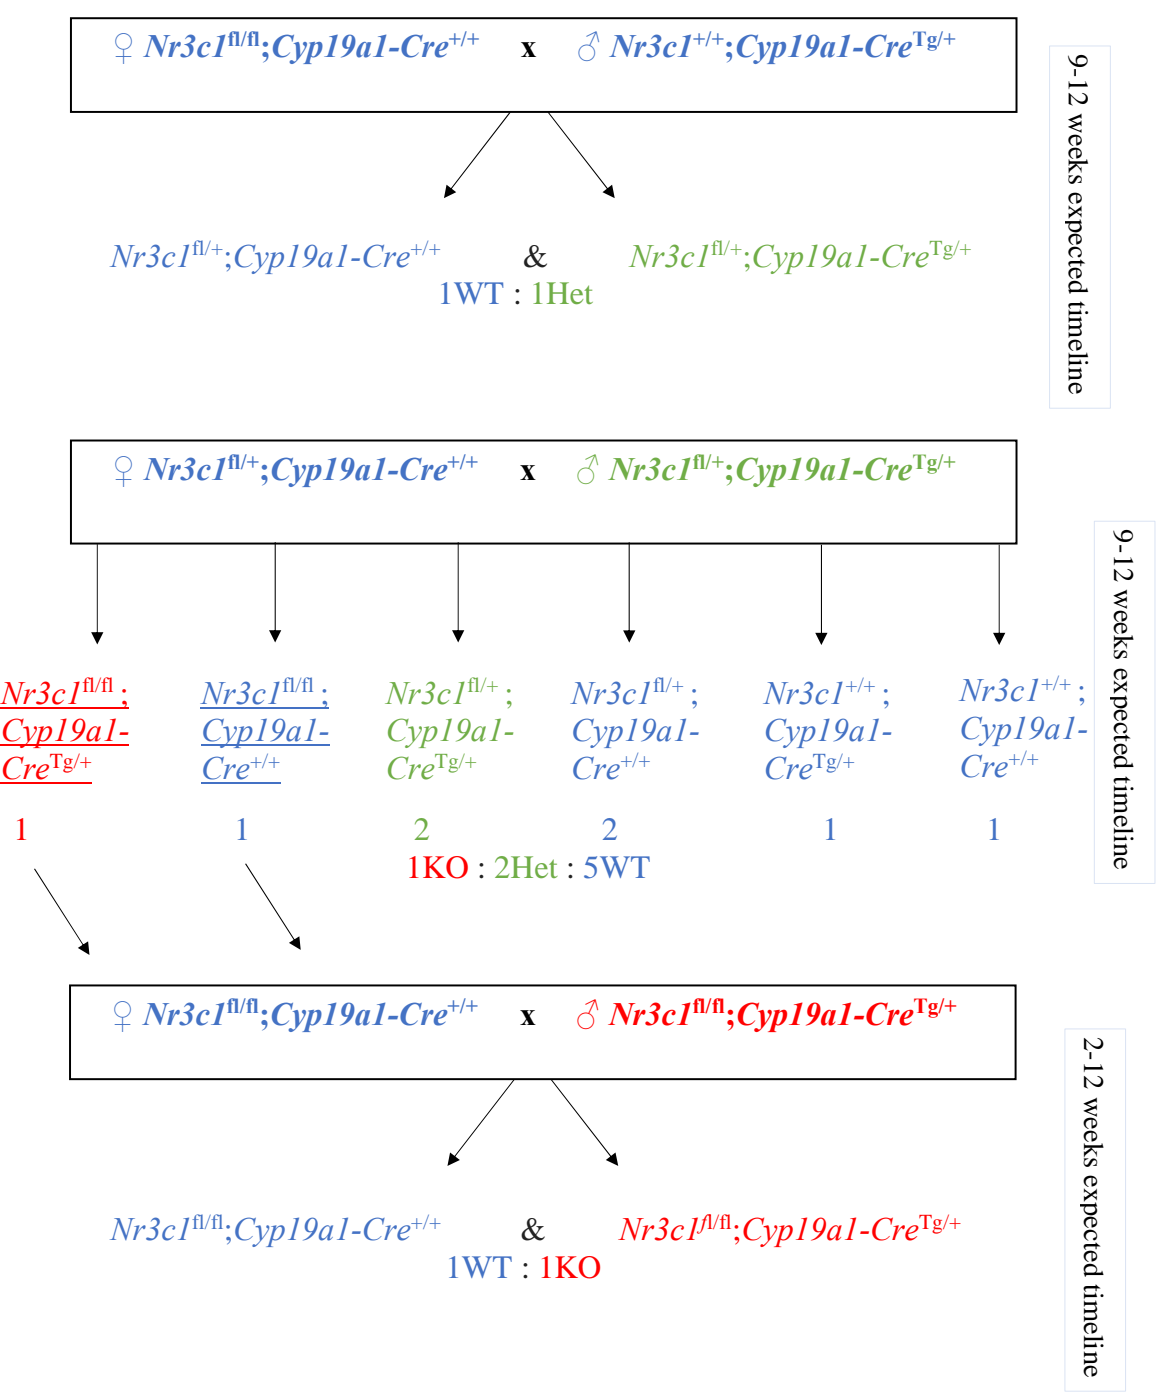 ♀ Nr3c1fl/fl;Cyp19a1-Cre+/+ x ♂ Nr3c1+/+;Cyp19a1-CreTg/+
9-12 weeks expected timeline
Nr3c1fl/+;Cyp19a1-Cre+/+ & Nr3c1fl/+;Cyp19a1-CreTg/+
1WT : 1Het
♀ Nr3c1fl/+;Cyp19a1-Cre+/+ x ♂ Nr3c1fl/+;Cyp19a1-CreTg/+
9-12 weeks expected timeline
Nr3c1fl/fl ;
Cyp19a1-
CreTg/+
Nr3c1fl/fl ;
Cyp19a1-
Cre+/+
Nr3c1fl/+ ;
Cyp19a1-
CreTg/+
Nr3c1fl/+ ;
Cyp19a1-
Cre+/+
Nr3c1+/+ ;
Cyp19a1-
CreTg/+
Nr3c1+/+ ;
Cyp19a1-
Cre+/+
1 1 2 2 1 1
1KO : 2Het : 5WT
♀ Nr3c1fl/fl;Cyp19a1-Cre+/+ x ♂ Nr3c1fl/fl;Cyp19a1-CreTg/+
2-12 weeks expected timeline
Nr3c1fl/fl;Cyp19a1-Cre+/+ & Nr3c1fl/fl;Cyp19a1-CreTg/+
1WT : 1KO